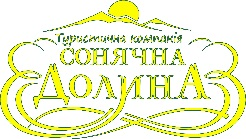 Туристична компанія
СОНЯЧНА
ДОЛИНА